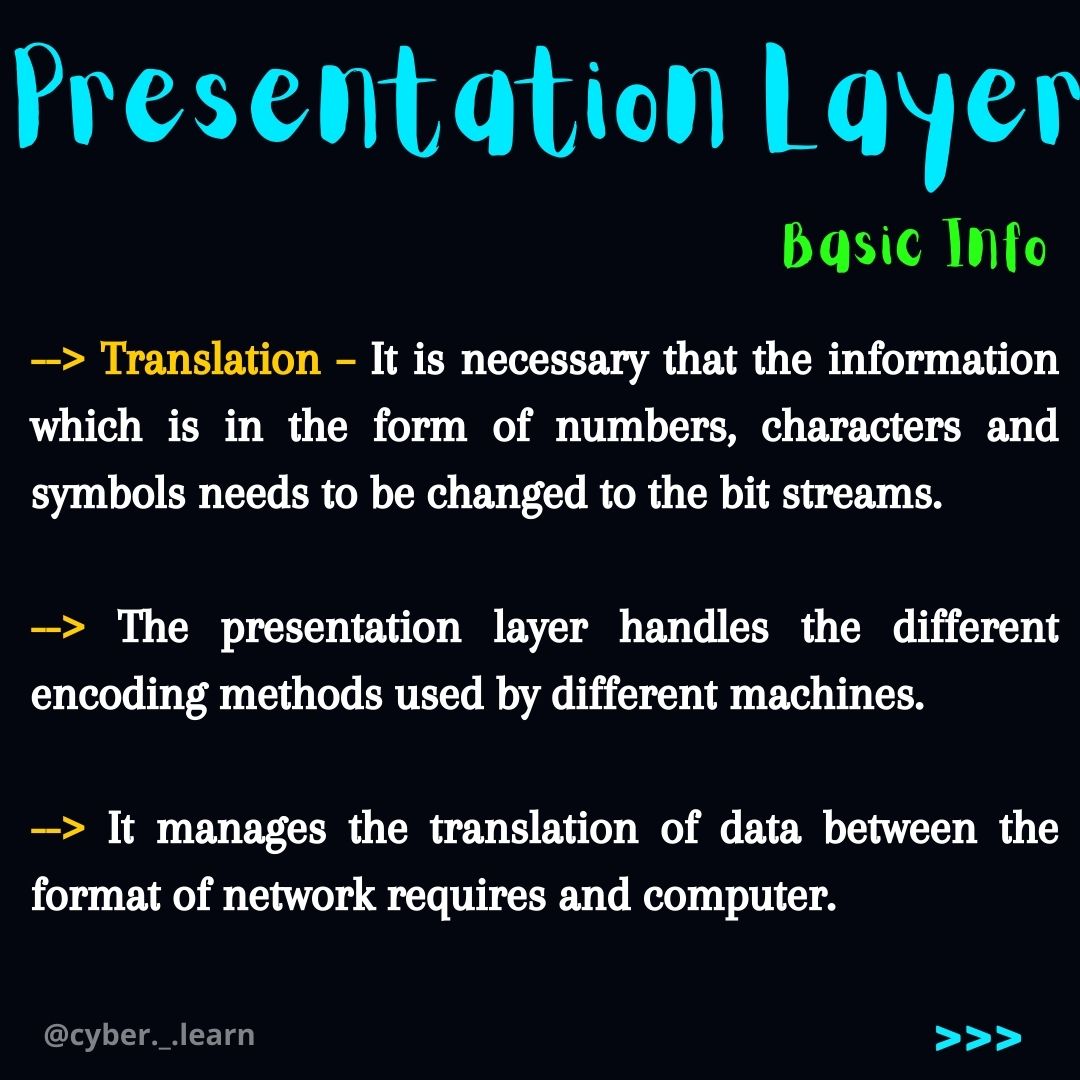 Presentation Layer
Basic Info
--> Translation – It is necessary that the information
which is in the form of numbers, characters and
symbols needs to be changed to the bit streams.
--> The presentation layer handles the different
encoding methods used by different machines.
--> It manages the translation of data between the
format of network requires and computer.
@cyber._.learn
>>>